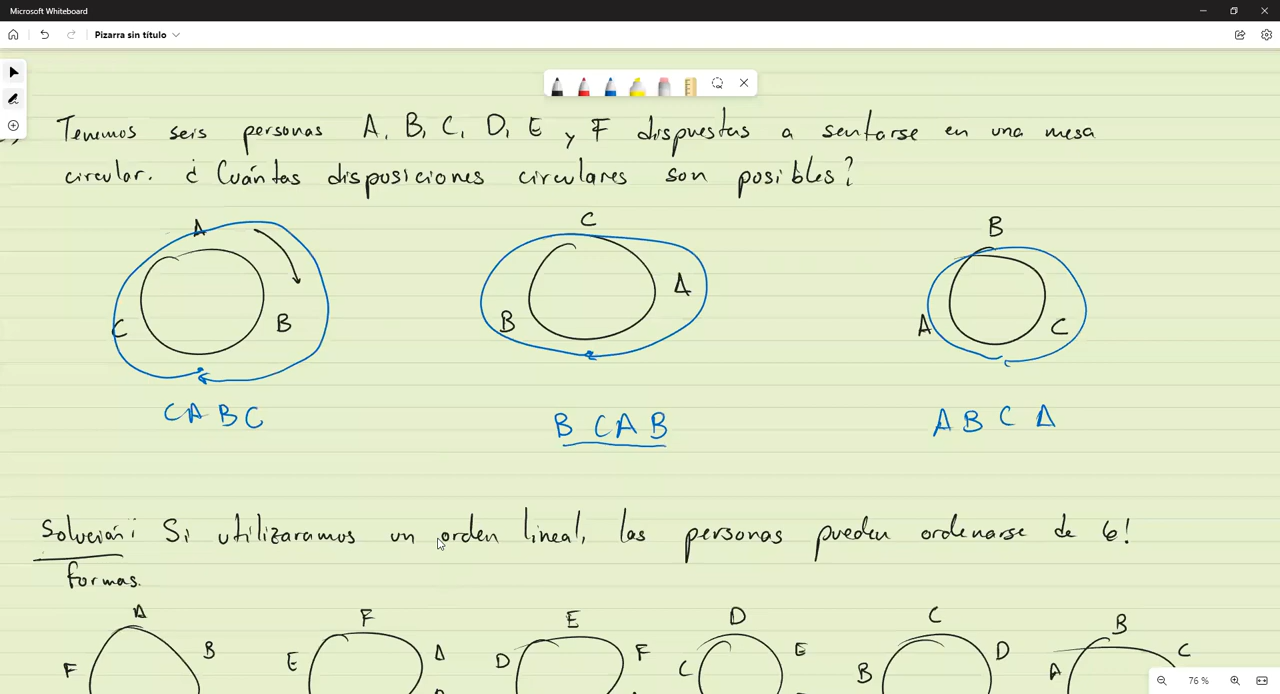 Microsoft Whiteboard
Pizarra sin título
Tenemos seis personas A, B, C, D, E y F dispuestas a sentarse en una mesa
circular. ¿Cuántas disposiciones circulares son posibles?
A
C
B
C
B
A
B
A
C
C A B C
B C A B
A B C A
Solución: Si utilizaramos un orden lineal, las personas pueden ordenarse de 6!
formas.
A
F
E
D
C
B
F
B
E
A
D
F
C
E
B
D
A
C
76 %